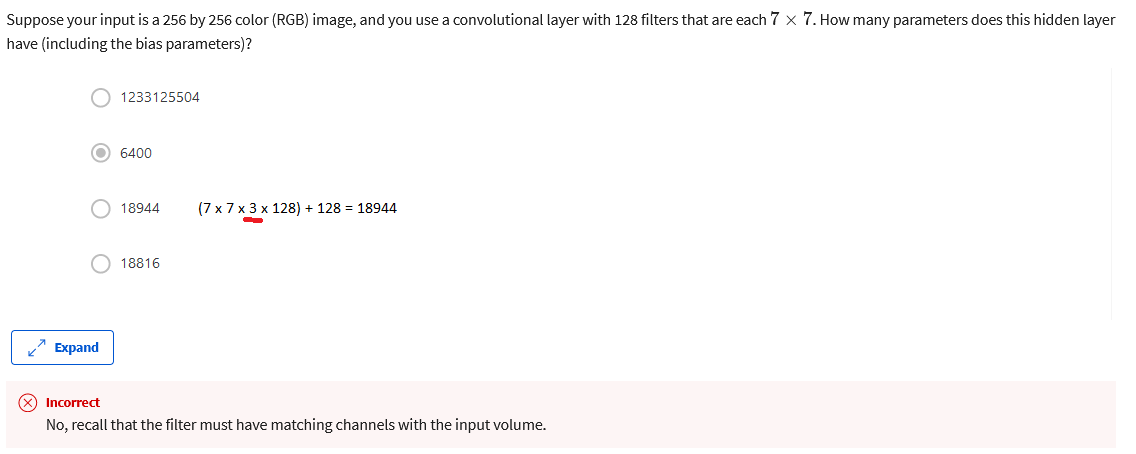 Suppose your input is a 256 by 256 color (RGB) image, and you use a convolutional layer with 128 filters that are each 7 × 7. How many parameters does this hidden layer
have (including the bias parameters)?
1233125504
6400
18944 (7 x 7 x 3 x 128) + 128 = 18944
18816
Expand
Incorrect
No, recall that the filter must have matching channels with the input volume.